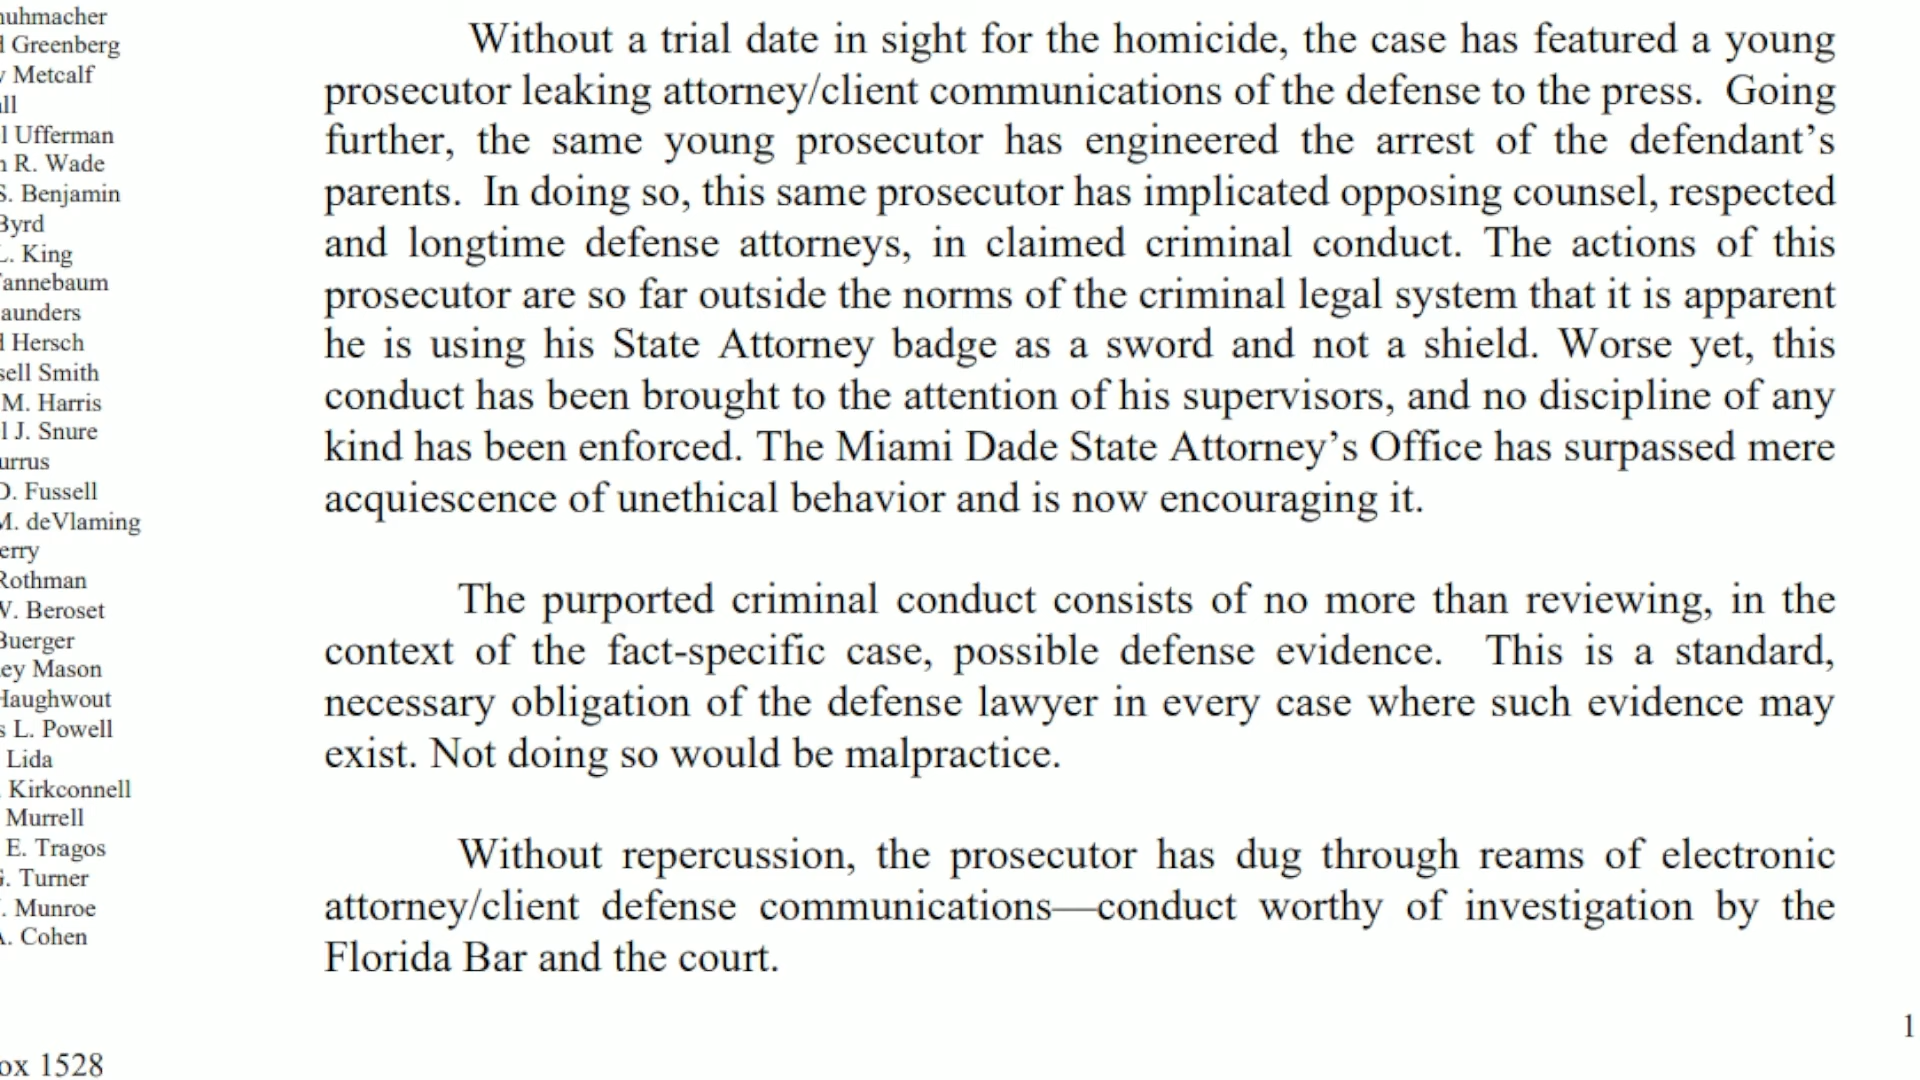 Greenberg
Metcalf
Ufferman
R. Wade
S. Benjamin
Byrd
L. King
Hersch
Smith
M. Harris
J. Snure
D. Fussell
M. deVlaming
Rothman
W. Beroset
Buerger
Mason
Haughwout
L. Powell
Lida
Kirkconnell
Murrell
E. Tragos
G. Turner
Munroe
A. Cohen
1528
Without a trial date in sight for the homicide, the case has featured a young
prosecutor leaking attorney/client communications of the defense to the press. Going
further, the same young prosecutor has engineered the arrest of the defendant’s
parents. In doing so, this same prosecutor has implicated opposing counsel, respected
and longtime defense attorneys, in claimed criminal conduct. The actions of this
prosecutor are so far outside the norms of the criminal legal system that it is apparent
he is using his State Attorney badge as a sword and not a shield. Worse yet, this
conduct has been brought to the attention of his supervisors, and no discipline of any
kind has been enforced. The Miami Dade State Attorney’s Office has surpassed mere
acquiescence of unethical behavior and is now encouraging it.
The purported criminal conduct consists of no more than reviewing, in the
context of the fact-specific case, possible defense evidence. This is a standard,
necessary obligation of the defense lawyer in every case where such evidence may
exist. Not doing so would be malpractice.
Without repercussion, the prosecutor has dug through reams of electronic
attorney/client defense communications—conduct worthy of investigation by the
Florida Bar and the court.
1